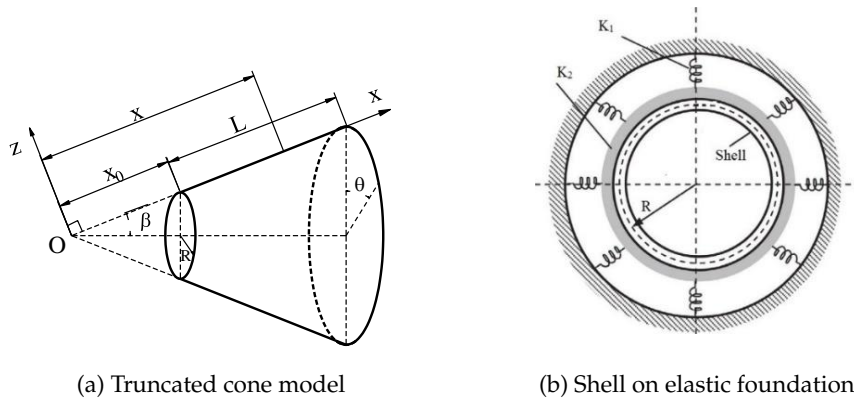 x
L
x
x₀
z
β
θ
O
R
K₁
K₂
Shell
R
(a) Truncated cone model
(b) Shell on elastic foundation